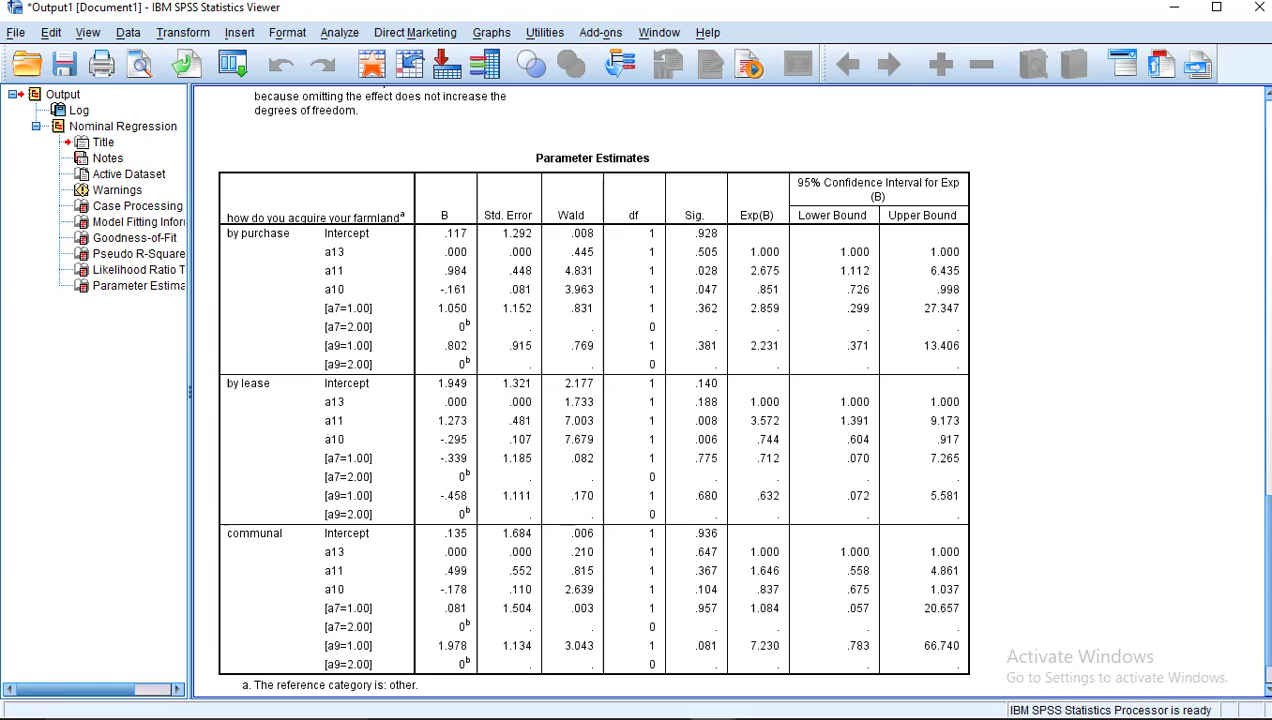 *Output1 [Document1] - IBM SPSS Statistics Viewer
File Edit View Data Transform Insert Format Analyze Direct Marketing Graphs Utilities Add-ons Window Help
Output
Log
Nominal Regression
Title
Notes
Active Dataset
Warnings
Case Processing
Model Fitting Infor
Goodness-of-Fit
Pseudo R-Square
Likelihood Ratio T
Parameter Estima
because omitting the effect does not increase the
degrees of freedom.
Parameter Estimates
95% Confidence Interval for Exp
(B)
how do you acquire your farmland^a B Std. Error Wald df Sig. Exp(B) Lower Bound Upper Bound
by purchase Intercept .117 1.292 .008 1 .928
a13 .000 .000 .445 1 .505 1.000 1.000 1.000
a11 .984 .448 4.831 1 .028 2.675 1.112 6.435
a10 -.161 .081 3.963 1 .047 .851 .726 .998
[a7=1.00] 1.050 1.152 .831 1 .362 2.859 .299 27.347
[a7=2.00] 0^b . . 0 . . . .
[a9=1.00] .802 .915 .769 1 .381 2.231 .371 13.406
[a9=2.00] 0^b . . 0 . . . .
by lease Intercept 1.949 1.321 2.177 1 .140
a13 .000 .000 1.733 1 .188 1.000 1.000 1.000
a11 1.273 .481 7.003 1 .008 3.572 1.391 9.173
a10 -.295 .107 7.679 1 .006 .744 .604 .917
[a7=1.00] -.339 1.185 .082 1 .775 .712 .070 7.265
[a7=2.00] 0^b . . 0 . . . .
[a9=1.00] -.458 1.111 .170 1 .680 .632 .072 5.581
[a9=2.00] 0^b . . 0 . . . .
communal Intercept .135 1.684 .006 1 .936
a13 .000 .000 .210 1 .647 1.000 1.000 1.000
a11 .499 .552 .815 1 .367 1.646 .558 4.861
a10 -.178 .110 2.639 1 .104 .837 .675 1.037
[a7=1.00] .081 1.504 .003 1 .957 1.084 .057 20.657
[a7=2.00] 0^b . . 0 . . . .
[a9=1.00] 1.978 1.134 3.043 1 .081 7.230 .783 66.740
[a9=2.00] 0^b . . 0 . . . .
a. The reference category is: other.
Activate Windows
Go to Settings to activate Windows.
IBM SPSS Statistics Processor is ready